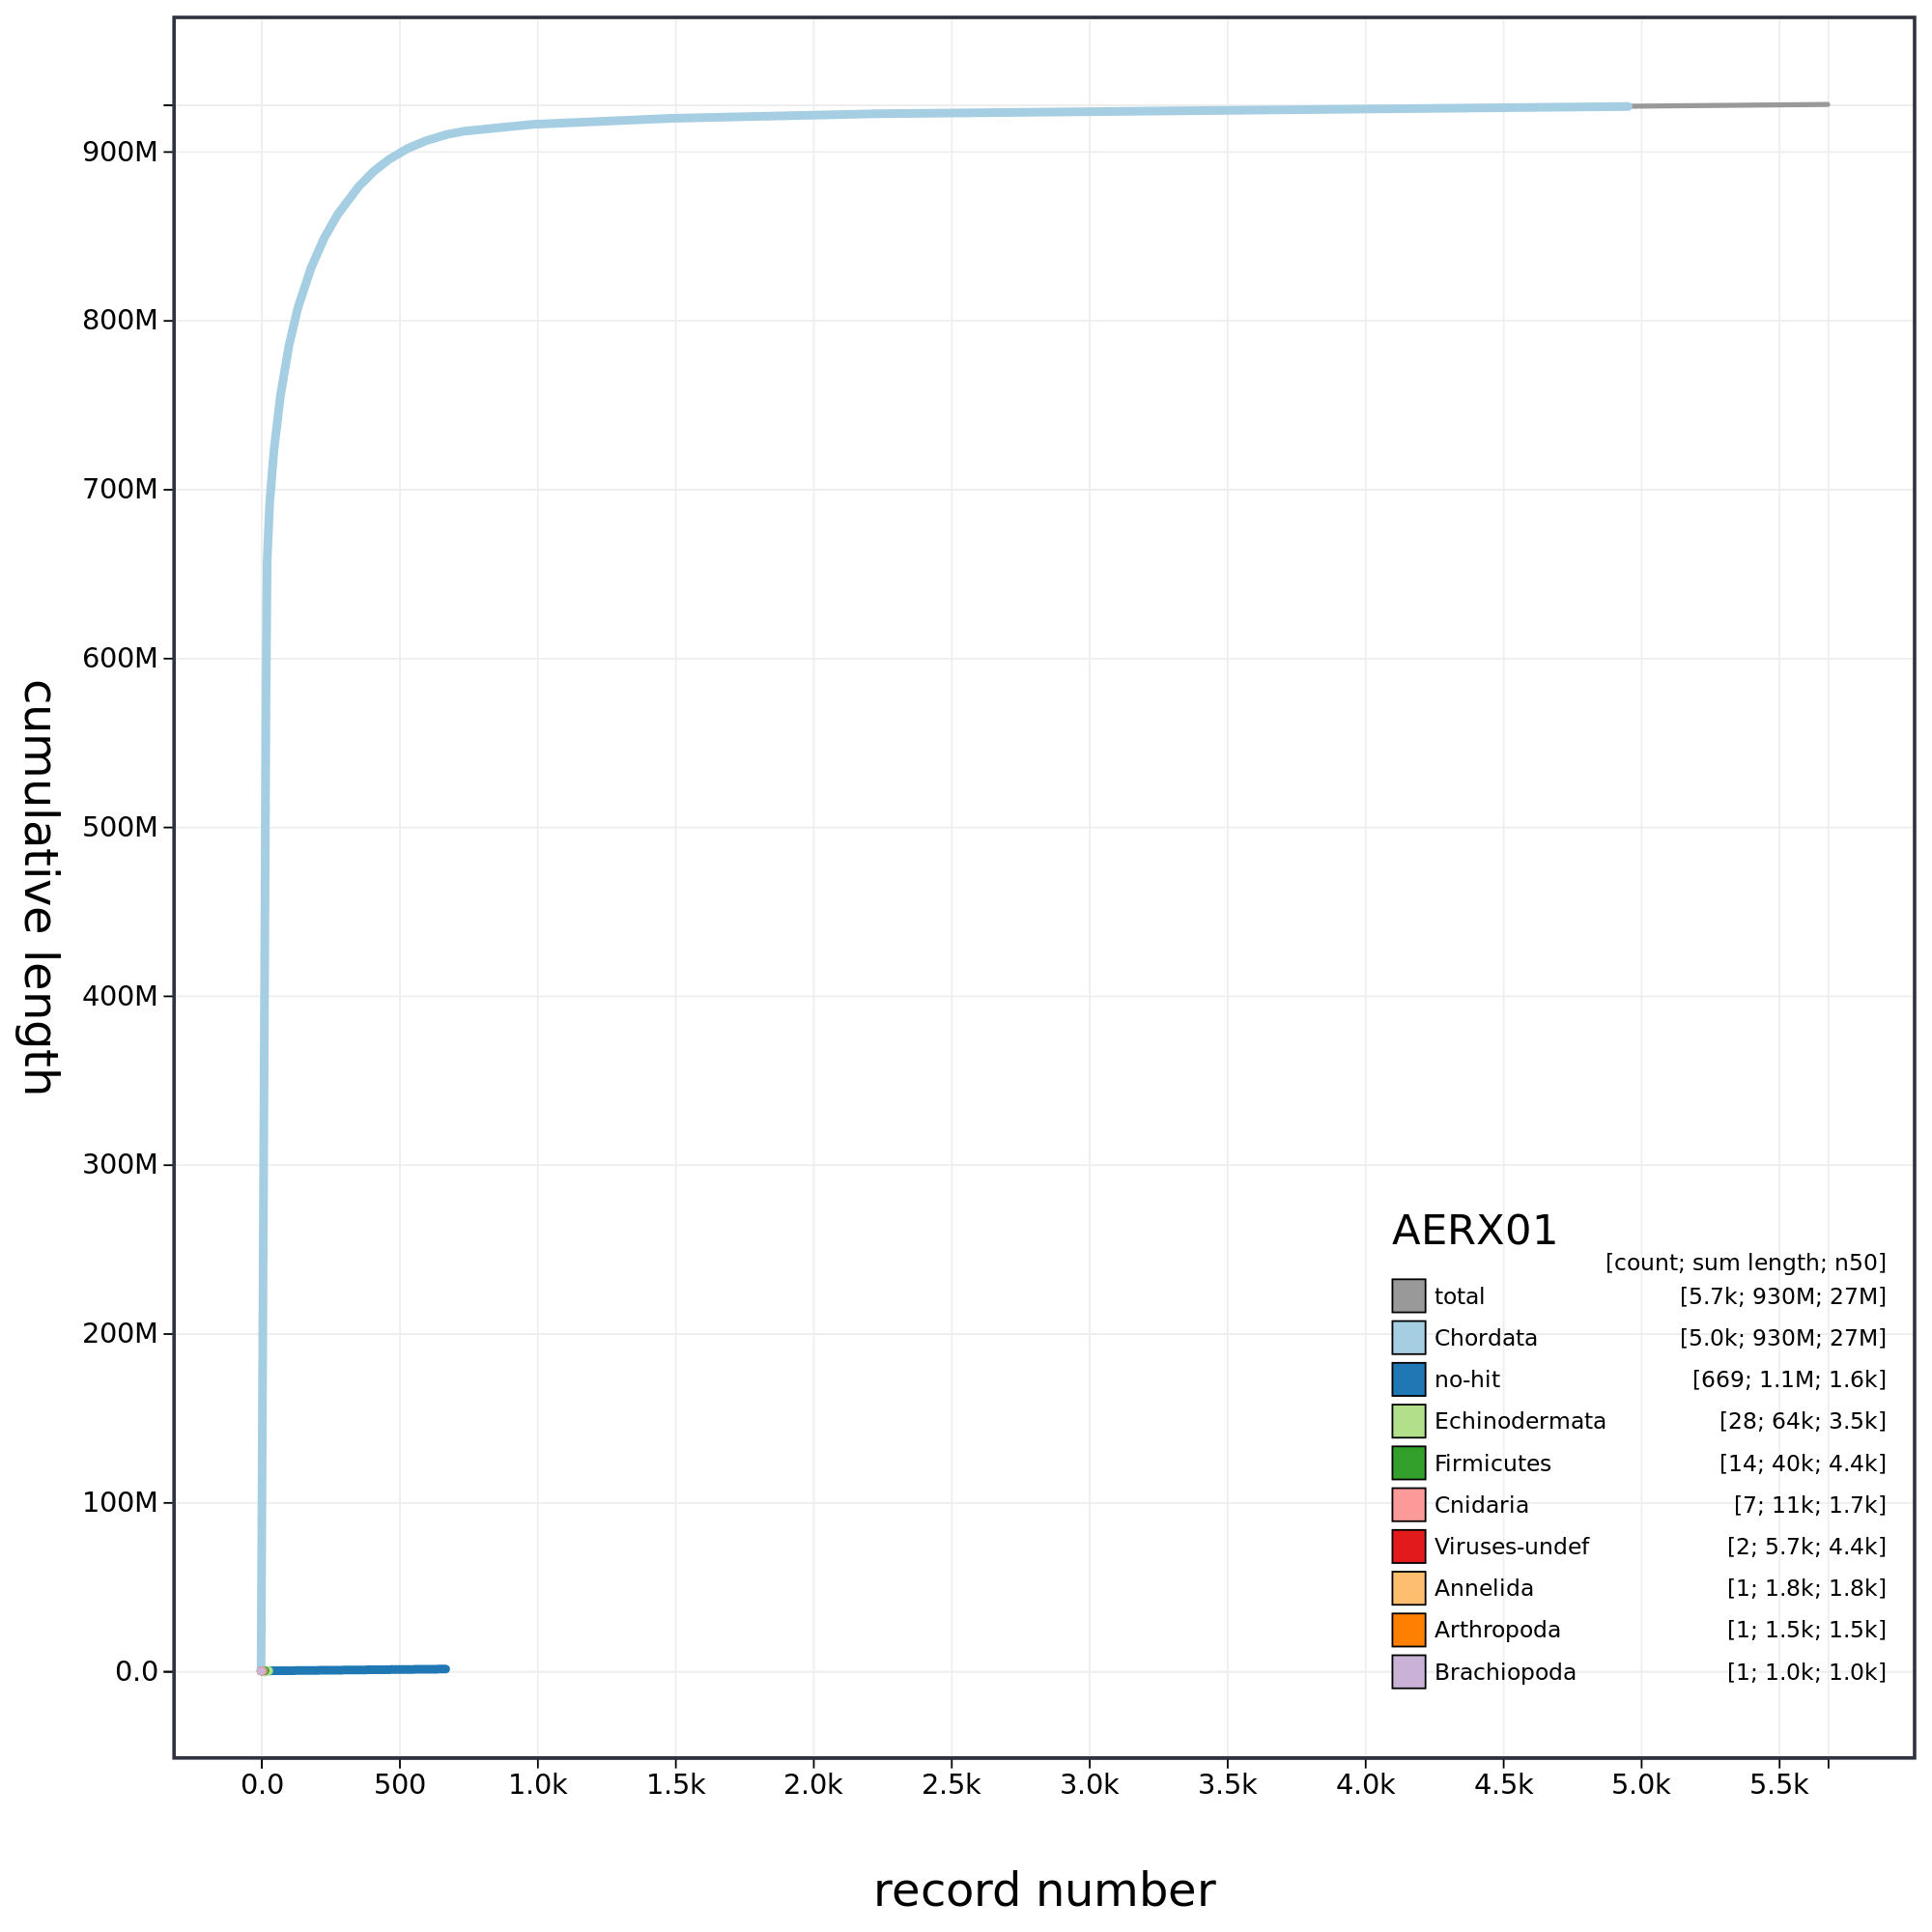 cumulative length
900M
800M
700M
600M
500M
400M
300M
200M
100M
0.0
AERX01
[count; sum length; n50]
total [5.7k; 930M; 27M]
Chordata [5.0k; 930M; 27M]
no-hit [669; 1.1M; 1.6k]
Echinodermata [28; 64k; 3.5k]
Firmicutes [14; 40k; 4.4k]
Cnidaria [7; 11k; 1.7k]
Viruses-undef [2; 5.7k; 4.4k]
Annelida [1; 1.8k; 1.8k]
Arthropoda [1; 1.5k; 1.5k]
Brachiopoda [1; 1.0k; 1.0k]
0.0 500 1.0k 1.5k 2.0k 2.5k 3.0k 3.5k 4.0k 4.5k 5.0k 5.5k
record number